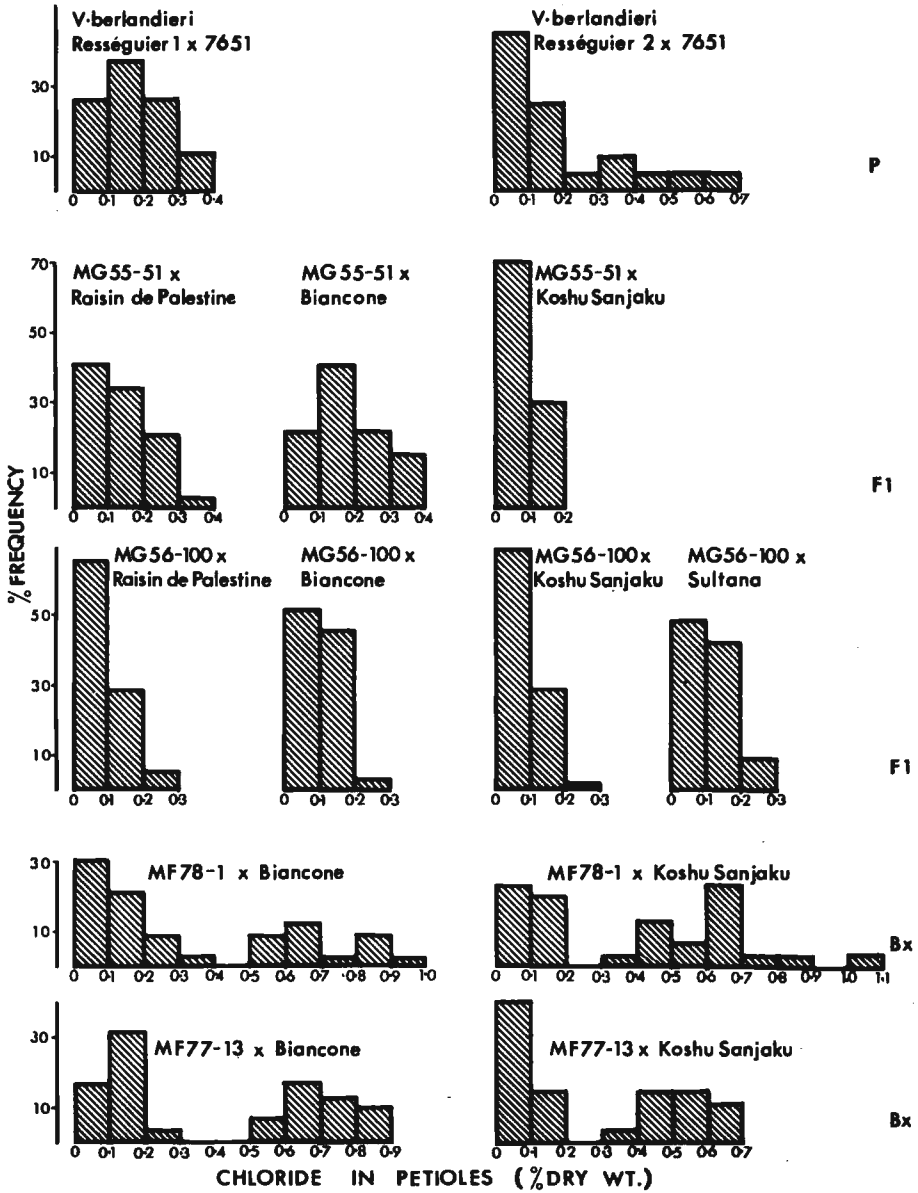 V·berlandieri
Rességuier 1 x 7651
V·berlandieri
Rességuier 2 x 7651
30
10
0 0·1 0·2 0·3 0·4
0 0·1 0·2 0·3 0·4 0·5 0·6 0·7
P
MG55-51 x
Raisin de Palestine
MG55-51 x
Biancone
MG55-51 x
Koshu Sanjaku
70
50
30
10
0 0·1 0·2 0·3 0·4
0 0·1 0·2 0·3 0·4
0 0·1 0·2
F1
% FREQUENCY
MG56-100 x
Raisin de Palestine
MG56-100 x
Biancone
MG56-100 x
Koshu Sanjaku
MG56-100 x
Sultana
50
30
10
0 0·1 0·2 0·3
0 0·1 0·2 0·3
0 0·1 0·2 0·3
0 0·1 0·2 0·3
F1
MF78-1 x Biancone
MF78-1 x Koshu Sanjaku
30
10
0 0·1 0·2 0·3 0·4 0·5 0·6 0·7 0·8 0·9 1·0
0 0·1 0·2 0·3 0·4 0·5 0·6 0·7 0·8 0·9 1·0 1·1
Bx
MF77-13 x Biancone
MF77-13 x Koshu Sanjaku
30
10
0 0·1 0·2 0·3 0·4 0·5 0·6 0·7 0·8 0·9
0 0·1 0·2 0·3 0·4 0·5 0·6 0·7
Bx
CHLORIDE IN PETIOLES (%DRY WT.)